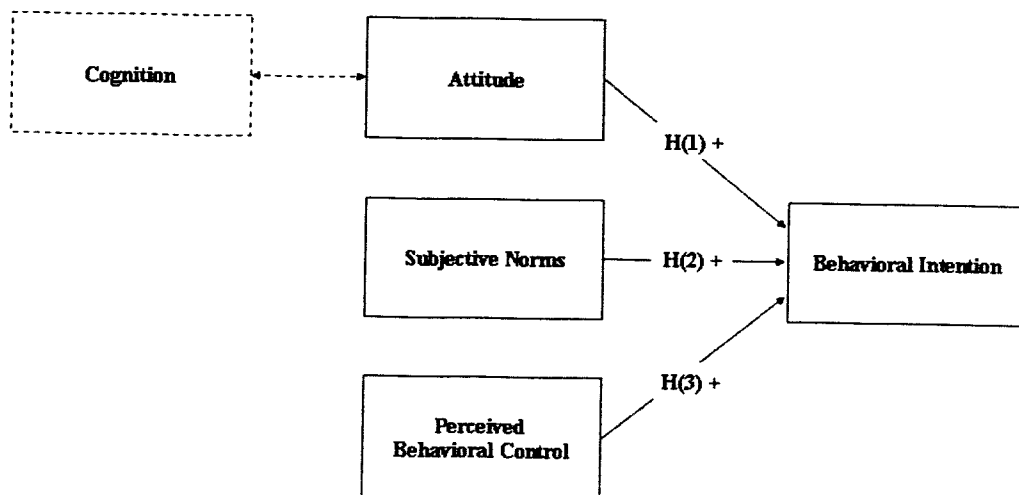 Cognition
Attitude
H(1) +
Subjective Norms
H(2) +
Behavioral Intention
H(3) +
Perceived
Behavioral Control